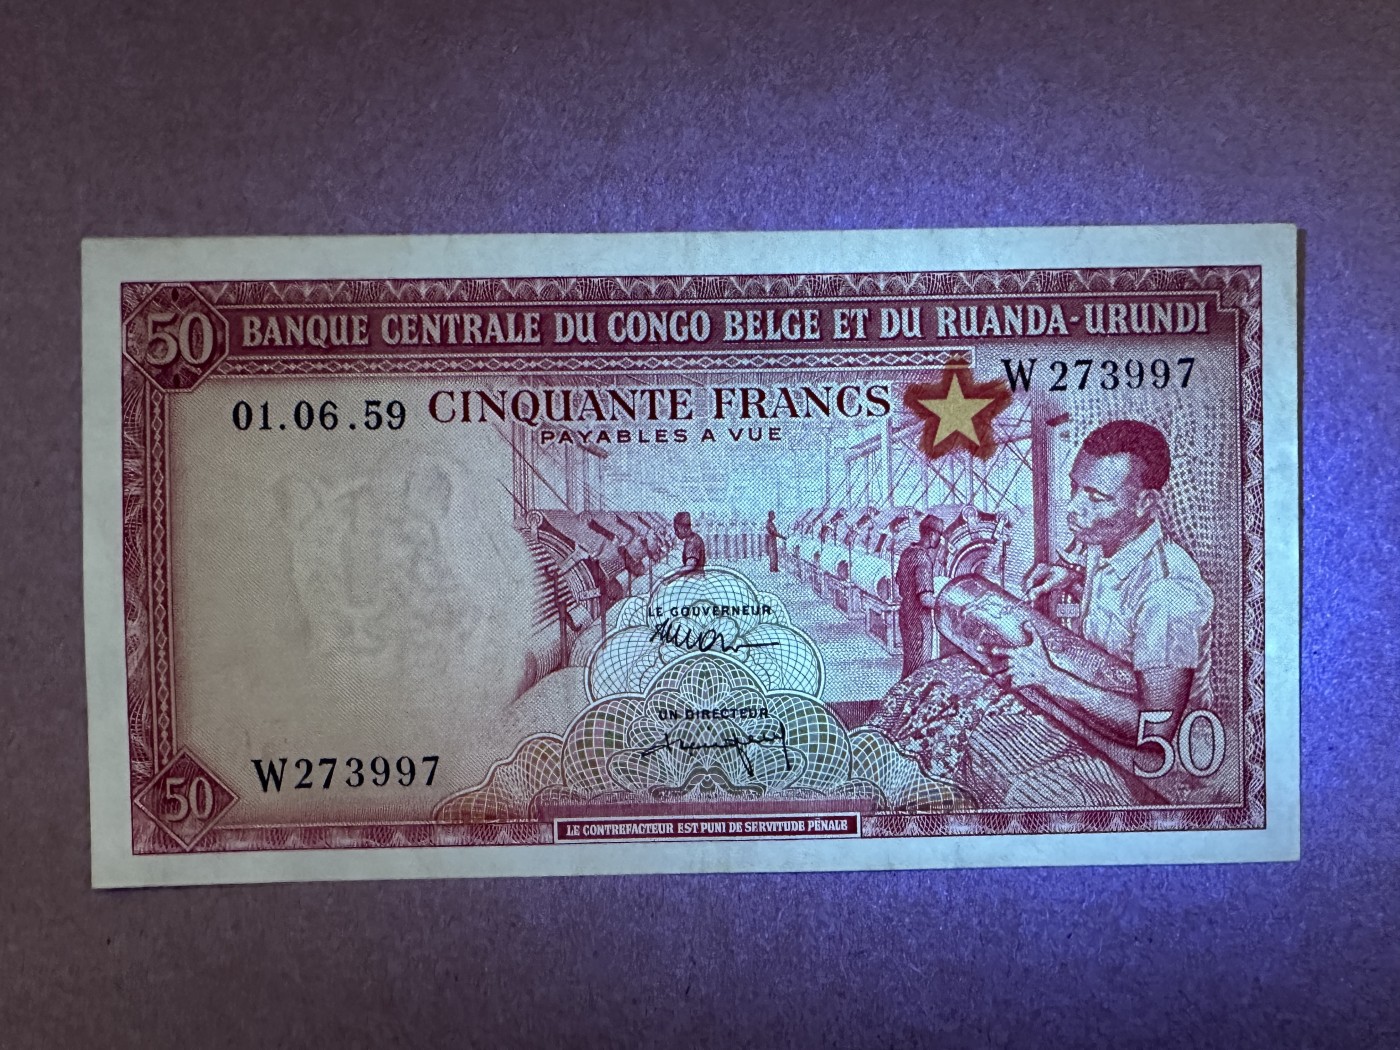 50 BANQUE CENTRALE DU CONGO BELGE ET DU RUANDA-URUNDI
W 273997
01.06.59 CINQUANTE FRANCS
PAYABLES A VUE
LE GOUVERNEUR
UN DIRECTEUR
50
W 273997
50
LE CONTREFACTEUR EST PUNI DE SERVITUDE PÉNALE